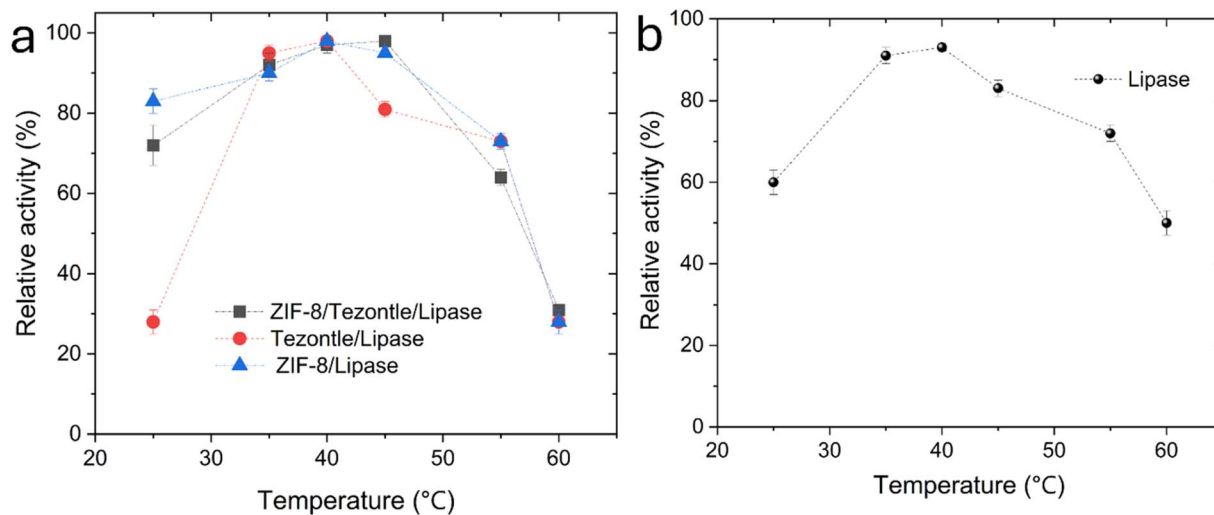 a
Relative activity (%)
100
80
60
40
20
0
ZIF-8/Tezontle/Lipase
Tezontle/Lipase
ZIF-8/Lipase
20
30
40
50
60
Temperature (°C)
b
Relative activity (%)
100
80
60
40
20
0
Lipase
20
30
40
50
60
Temperature (°C)